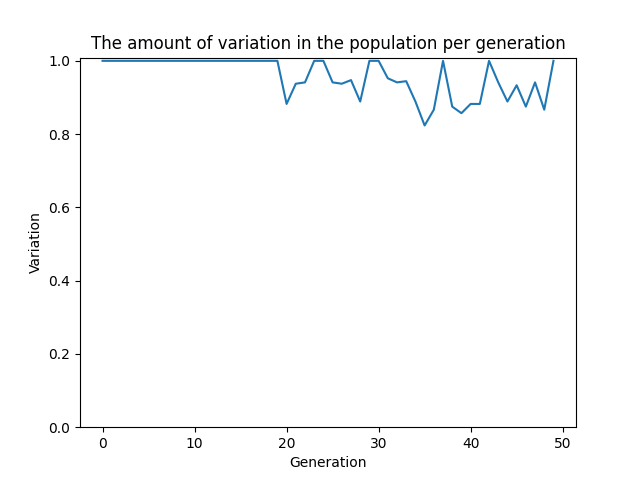 The amount of variation in the population per generation
1.0
0.8
0.6
0.4
0.2
0.0
Variation
0 10 20 30 40 50
Generation